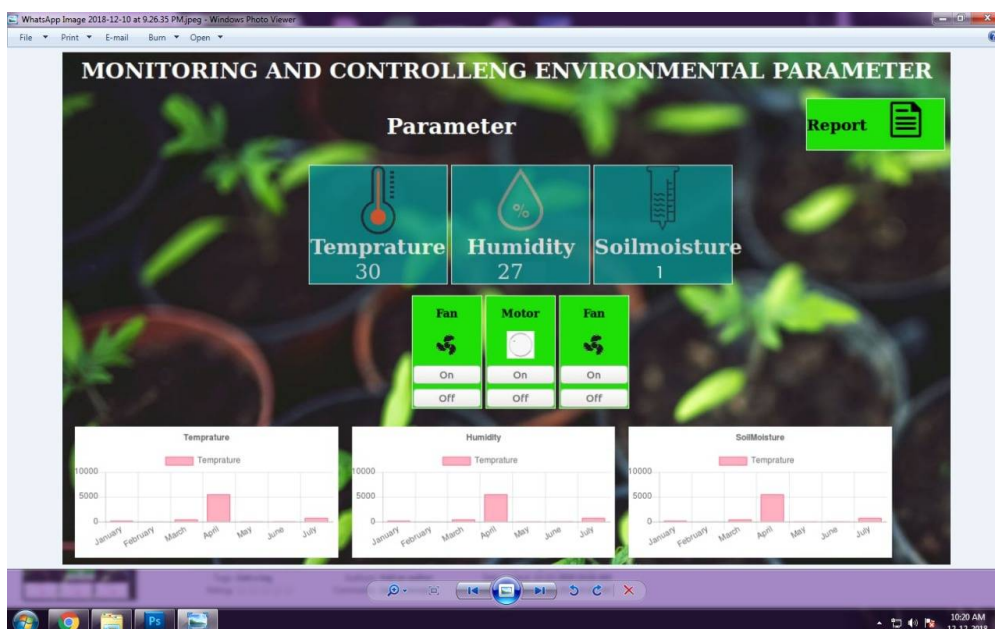 WhatsApp Image 2018-12-10 at 9.26.35 PM.jpeg - Windows Photo Viewer
File Print E-mail Burn Open
MONITORING AND CONTROLLENG ENVIRONMENTAL PARAMETER
Parameter
Report
%
Temprature Humidity Soilmoisture
30 27 1
Fan Motor Fan
On On On
Off Off Off
Temprature Humidity SoilMoisture
Temprature Temprature Temprature
10000 10000 10000
5000 5000 5000
0 0 0
January February March April May June July January February March April May June July January February March April May June July
Ps
10:20 AM
12-12-2018